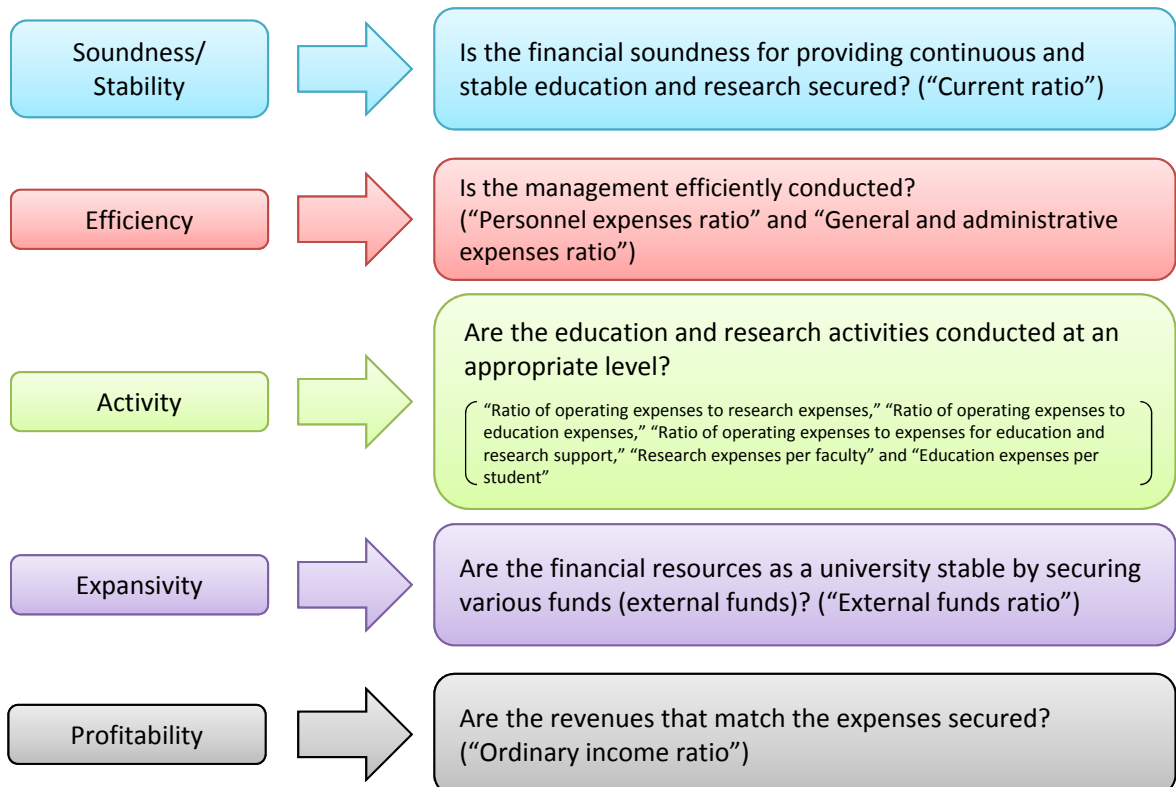 Soundness/
Stability
Is the financial soundness for providing continuous and
stable education and research secured? (“Current ratio”)
Efficiency
Is the management efficiently conducted?
(“Personnel expenses ratio” and “General and administrative
expenses ratio”)
Activity
Are the education and research activities conducted at an
appropriate level?
“Ratio of operating expenses to research expenses,” “Ratio of operating expenses to
education expenses,” “Ratio of operating expenses to expenses for education and
research support,” “Research expenses per faculty” and “Education expenses per
student”
Expansivity
Are the financial resources as a university stable by securing
various funds (external funds)? (“External funds ratio”)
Profitability
Are the revenues that match the expenses secured?
(“Ordinary income ratio”)